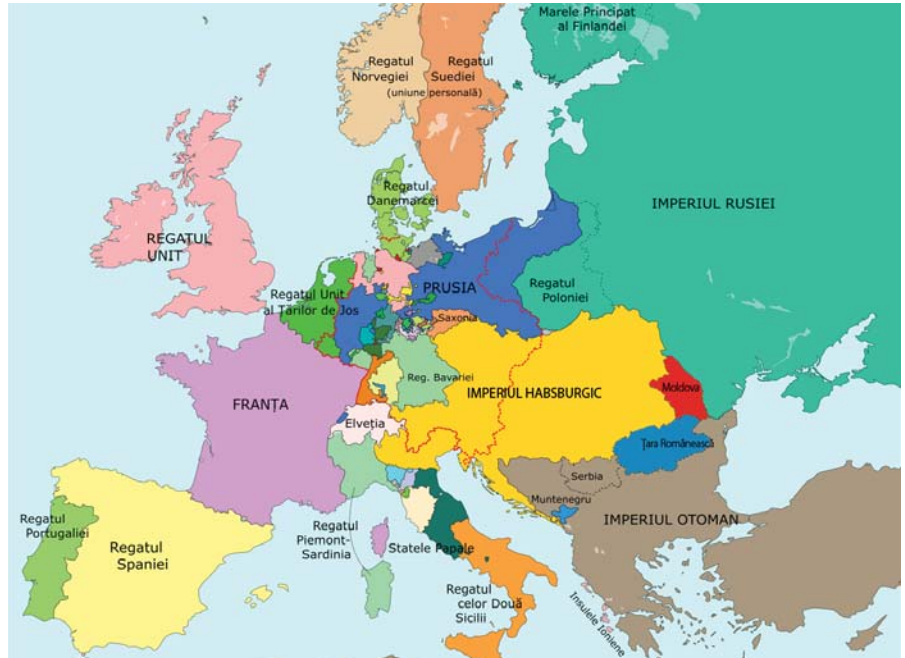 Marele Principat
al Finlandei
Regatul
Norvegiei
Regatul
Suediei
(uniune personală)
Regatul
Danemarcei
IMPERIUL RUSIEI
REGATUL
UNIT
Regatul Unit
al Țărilor de Jos
PRUSIA
Regatul
Poloniei
Saxonia
Reg. Bavariei
IMPERIUL HABSBURGIC
Moldova
FRANȚA
Elveția
Țara Românească
Serbia
Muntenegru
IMPERIUL OTOMAN
Regatul
Portugaliei
Regatul
Spaniei
Regatul
Piemont-
Sardinia
Statele Papale
Regatul
celor Două
Sicilii
Insulele Ioniene